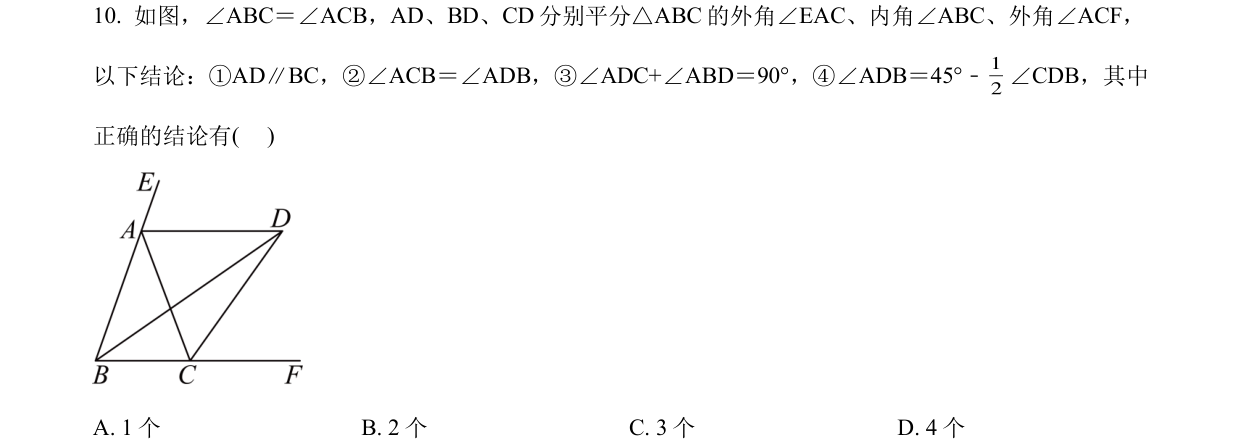 10. 如图，∠ABC＝∠ACB，AD、BD、CD 分别平分△ABC 的外角∠EAC、内角∠ABC、外角∠ACF，
以下结论：①AD∥BC，②∠ACB＝∠ADB，③∠ADC+∠ABD＝90°，④∠ADB＝45°﹣\frac{1}{2}∠CDB，其中
正确的结论有( )
E
A D
B C F
A. 1 个 B. 2 个 C. 3 个 D. 4 个